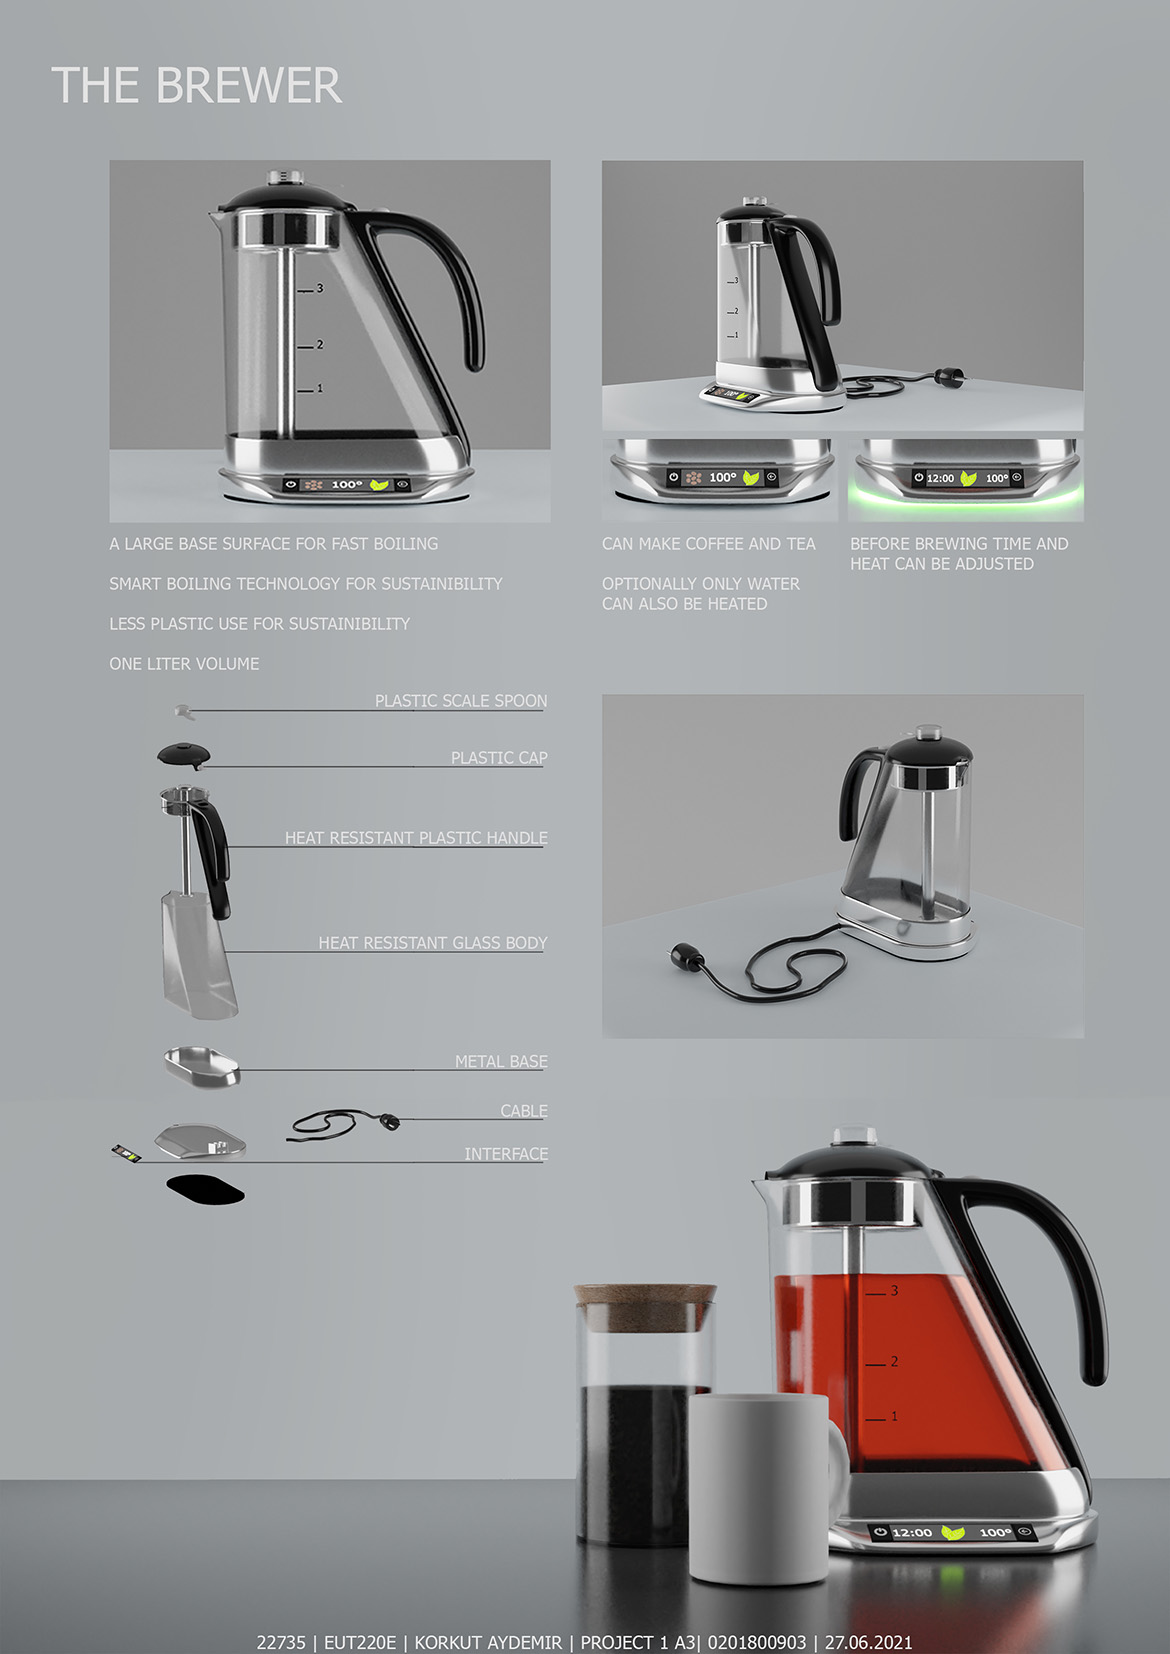 THE BREWER
3
2
1
100°
3
2
1
100°
100°
12:00 100°
A LARGE BASE SURFACE FOR FAST BOILING
SMART BOILING TECHNOLOGY FOR SUSTAINIBILITY
LESS PLASTIC USE FOR SUSTAINIBILITY
ONE LITER VOLUME
CAN MAKE COFFEE AND TEA
OPTIONALLY ONLY WATER
CAN ALSO BE HEATED
BEFORE BREWING TIME AND
HEAT CAN BE ADJUSTED
PLASTIC SCALE SPOON
PLASTIC CAP
HEAT RESISTANT PLASTIC HANDLE
HEAT RESISTANT GLASS BODY
METAL BASE
CABLE
INTERFACE
3
2
1
12:00 100°
22735 | EUT220E | KORKUT AYDEMIR | PROJECT 1 A3| 0201800903 | 27.06.2021